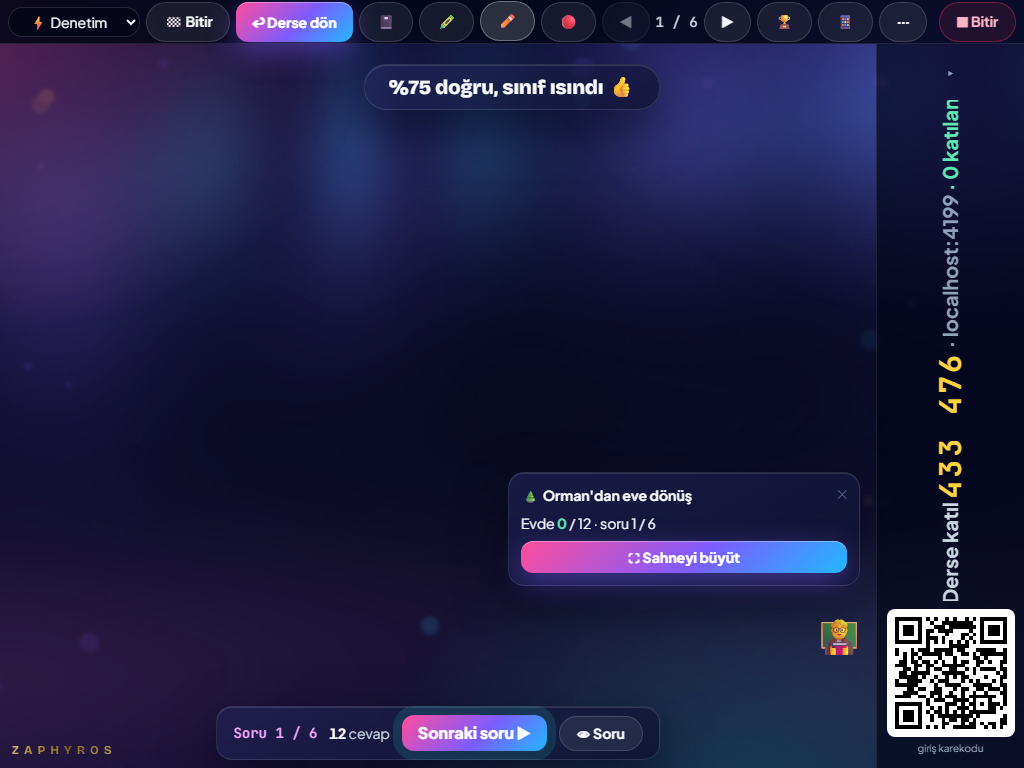 Denetim
Bitir
Derse dön
1 / 6
Bitir
%75 doğru, sınıf ısındı 👍
Derse katıl 433 476 · localhost:4199 · 0 katılan
Orman'dan eve dönüş
Evde 0 / 12 · soru 1 / 6
Sahneyi büyüt
Soru 1 / 6 12 cevap Sonraki soru ▶ Soru
ZAPHYROS
giriş karekodu